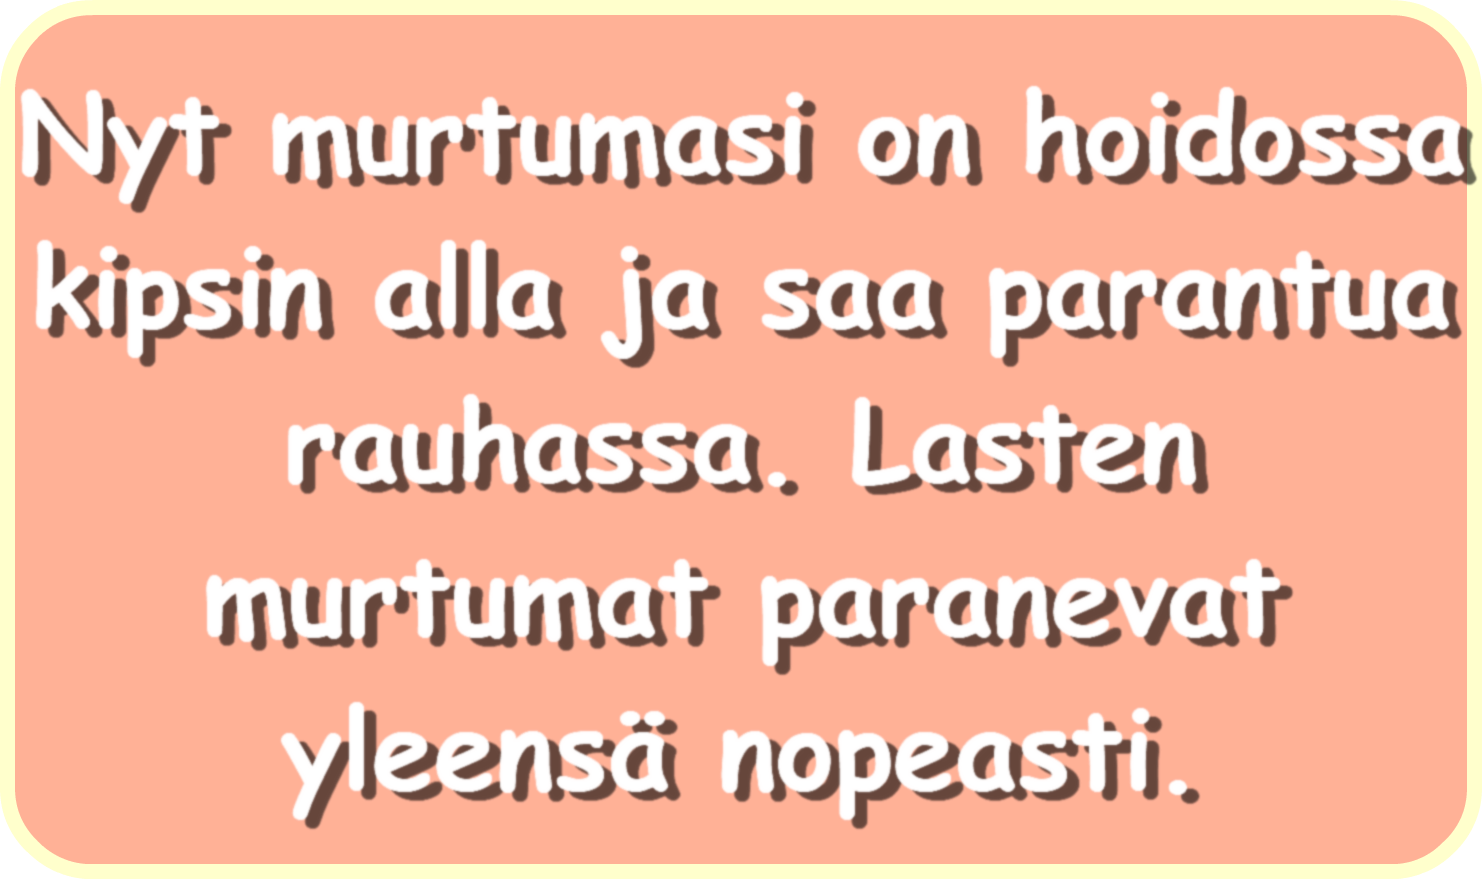 Nyt murtumasi on hoidossa
kipsin alla ja saa parantua
rauhassa. Lasten
murtumat paranevat
yleensä nopeasti.